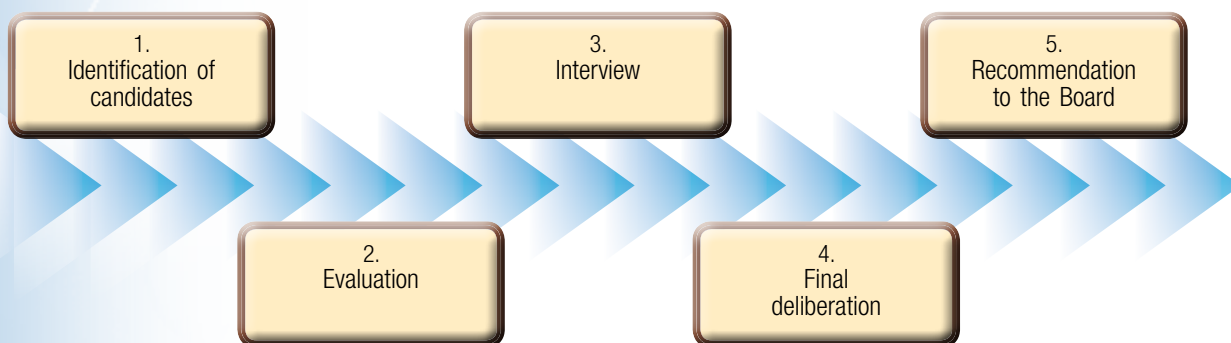 1.
Identification of
candidates
2.
Evaluation
3.
Interview
4.
Final
deliberation
5.
Recommendation
to the Board